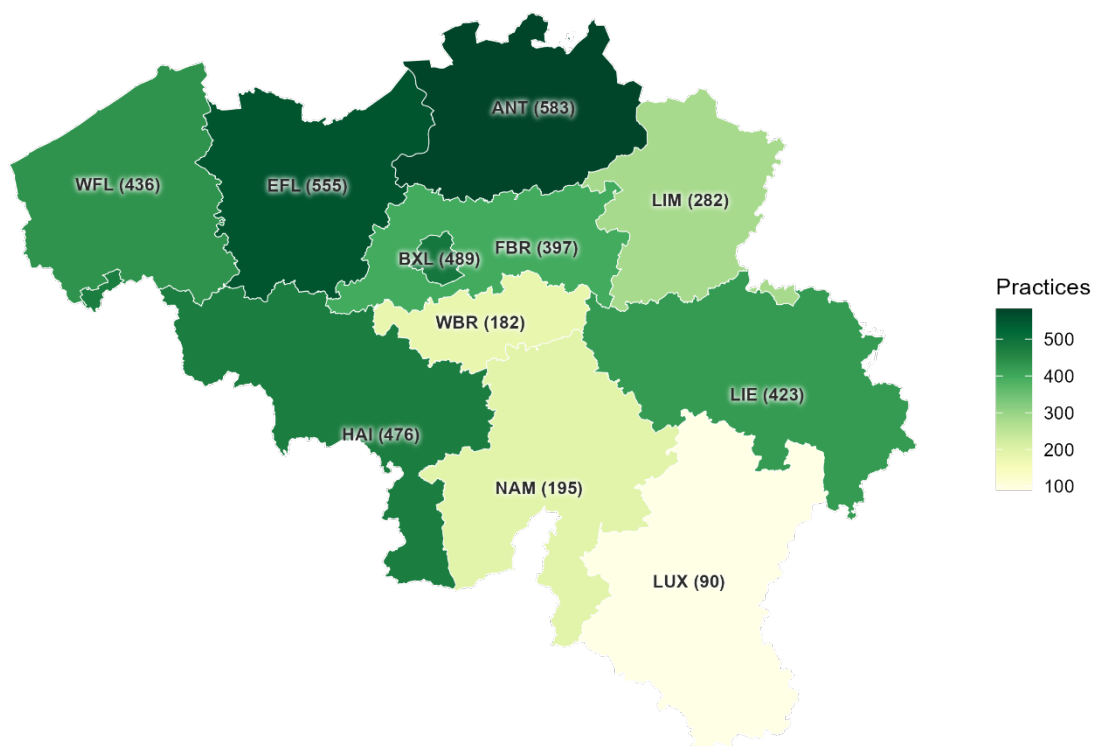 ANT (583)
WFL (436)
EFL (555)
LIM (282)
BXL (489)
FBR (397)
WBR (182)
LIE (423)
HAI (476)
NAM (195)
LUX (90)
Practices
500
400
300
200
100